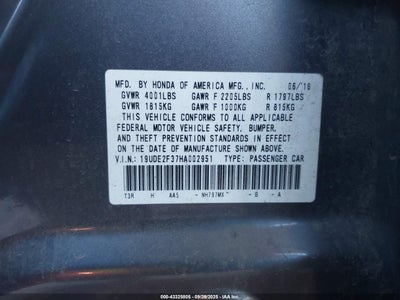 MFD. BY HONDA OF AMERICA MFG., INC. 06/16
GVWR 4001LBS GAWR F 2205LBS R 1797LBS
GVWR 1815KG GAWR F 1000KG R 815KG
THIS VEHICLE CONFORMS TO ALL APPLICABLE
FEDERAL MOTOR VEHICLE SAFETY, BUMPER,
AND THEFT PREVENTION STANDARDS IN EFFECT
ON THE DATE OF MANUFACTURE SHOWN ABOVE.
V.I.N.: 19UDE2F37HA002951 TYPE: PASSENGER CAR
T3R H AA5 - NH797MX - B - A
000-43325805 - 09/28/2025 - IAA Inc.